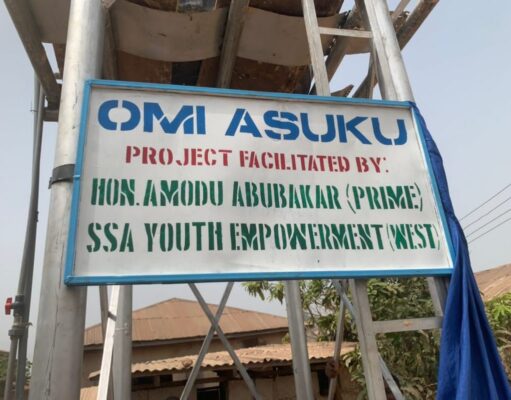 OMI ASUKU
PROJECT FACILITATED BY:
HON. AMODU ABUBAKAR (PRIME)
SSA YOUTH EMPOWERMENT (WEST)